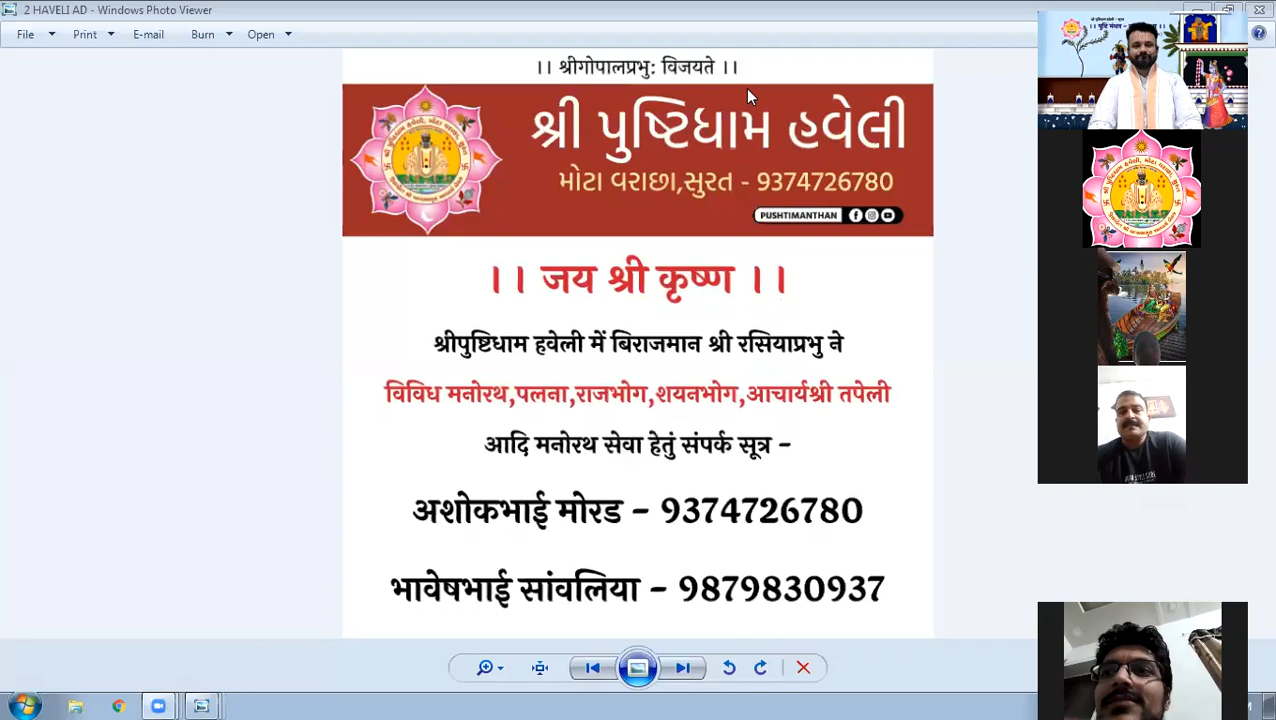 2 HAVELI AD - Windows Photo Viewer
File Print E-mail Burn Open
।। श्रीगोपालप्रभु: विजयते ।।
श्री पुष्टिधाम હવેલી
મોટા વરાછા,સુરત - 9374726780
PUSHTIMANTHAN
।। जय श्री कृष्ण ।।
श्रीपुष्टिधाम हवेली में बिराजमान श्री रसियाप्रभु ने
विविध मनोरथ,पलना,राजभोग,शयनभोग,आचार्यश्री तपेली
आदि मनोरथ सेवा हेतुं संपर्क सूत्र -
अशोकभाई मोरड - 9374726780
भावेषभाई सांवलिया - 9879830937